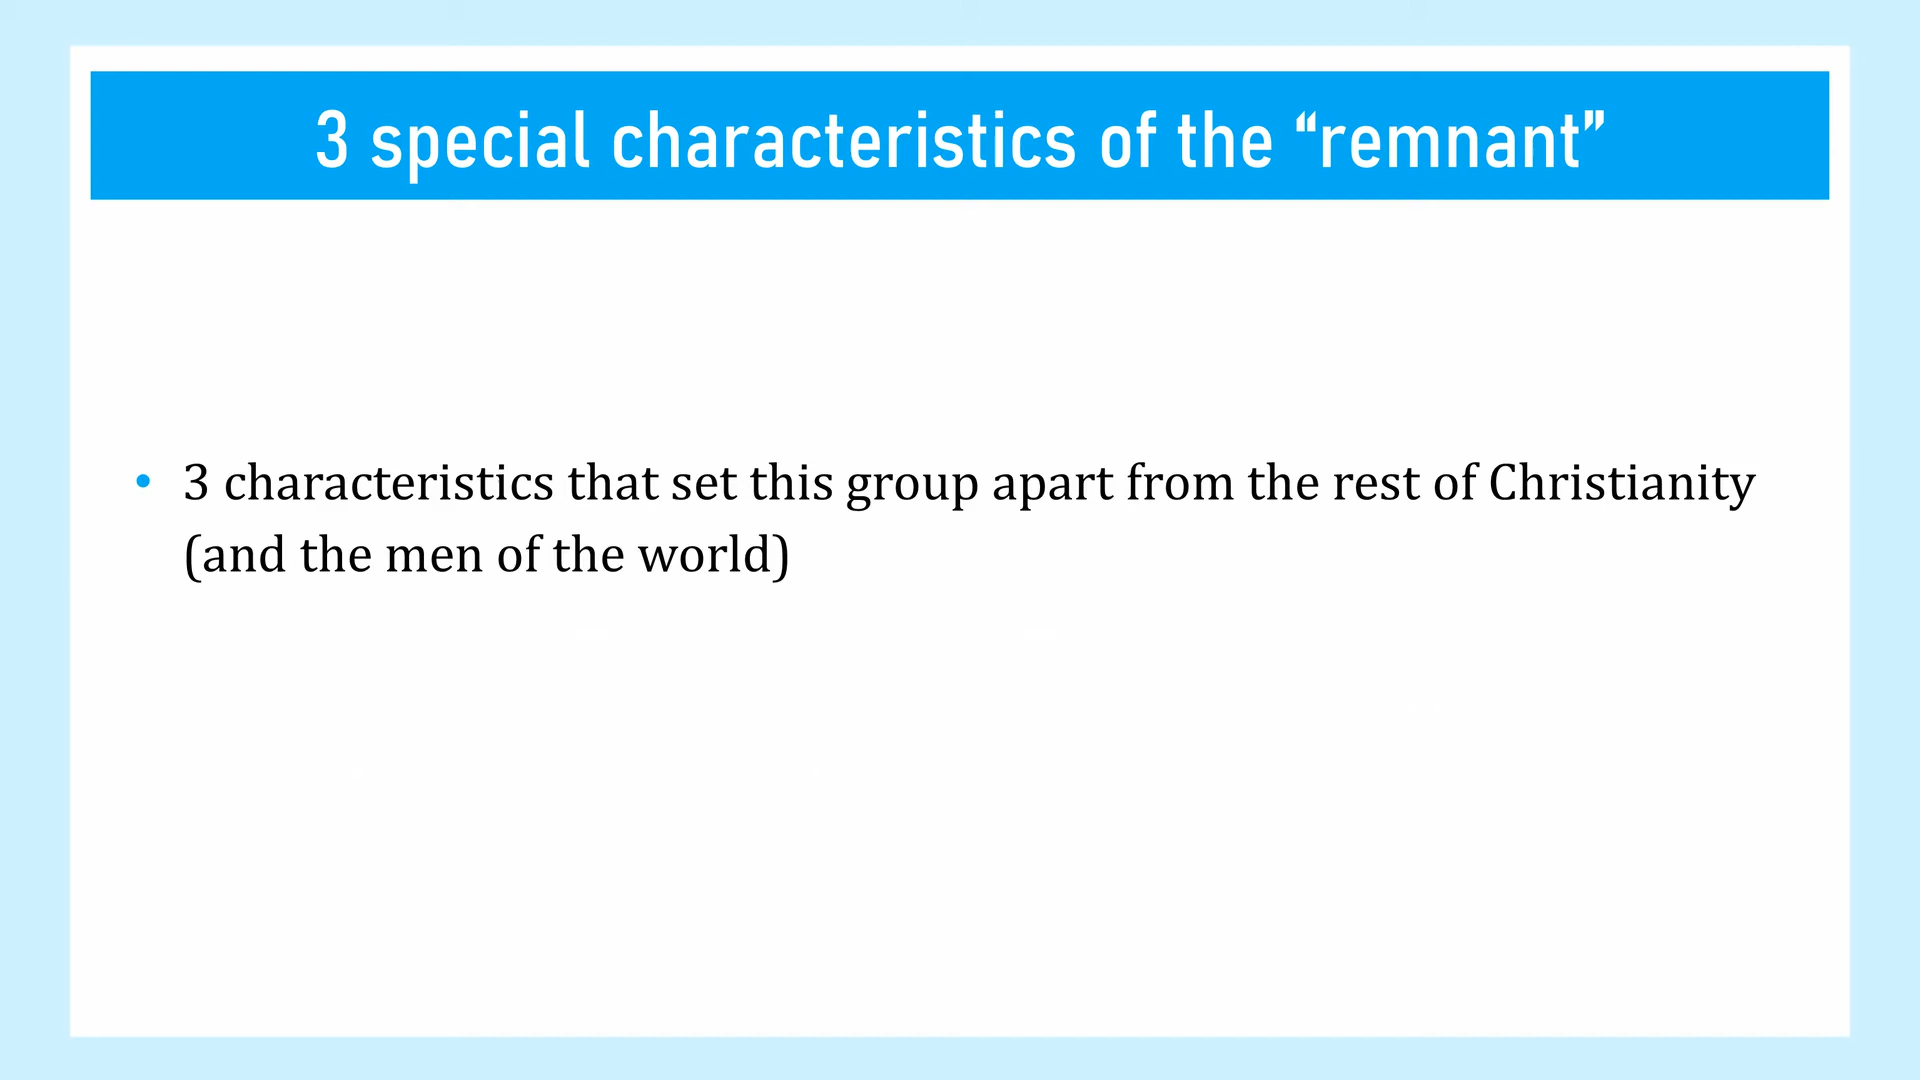 3 special characteristics of the “remnant”
• 3 characteristics that set this group apart from the rest of Christianity
(and the men of the world)